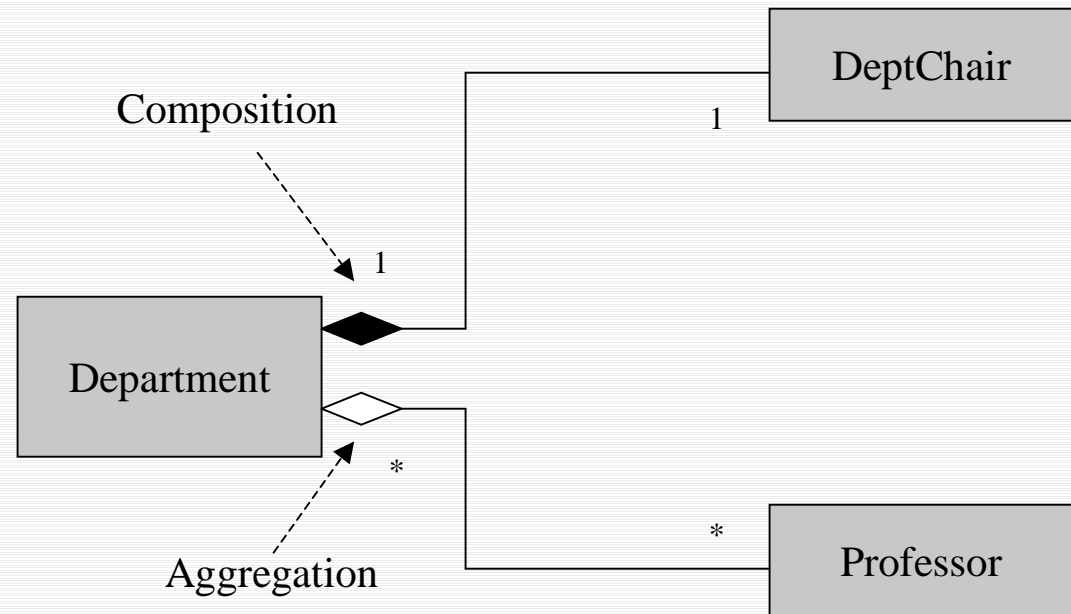 DeptChair
Composition
1
1
Department
*
*
Professor
Aggregation